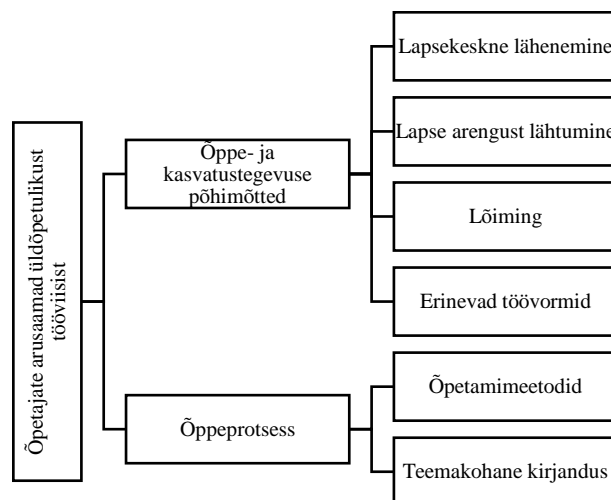 Õpetajate arusaamad üldõpetulikust
tööviisist
Õppe- ja
kasvatustegevuse
põhimõtted
Lapsekeskne lähenemine
Lapse arengust lähtumine
Lõiming
Erinevad töövormid
Õppeprotsess
Õpetamimeetodid
Teemakohane kirjandus